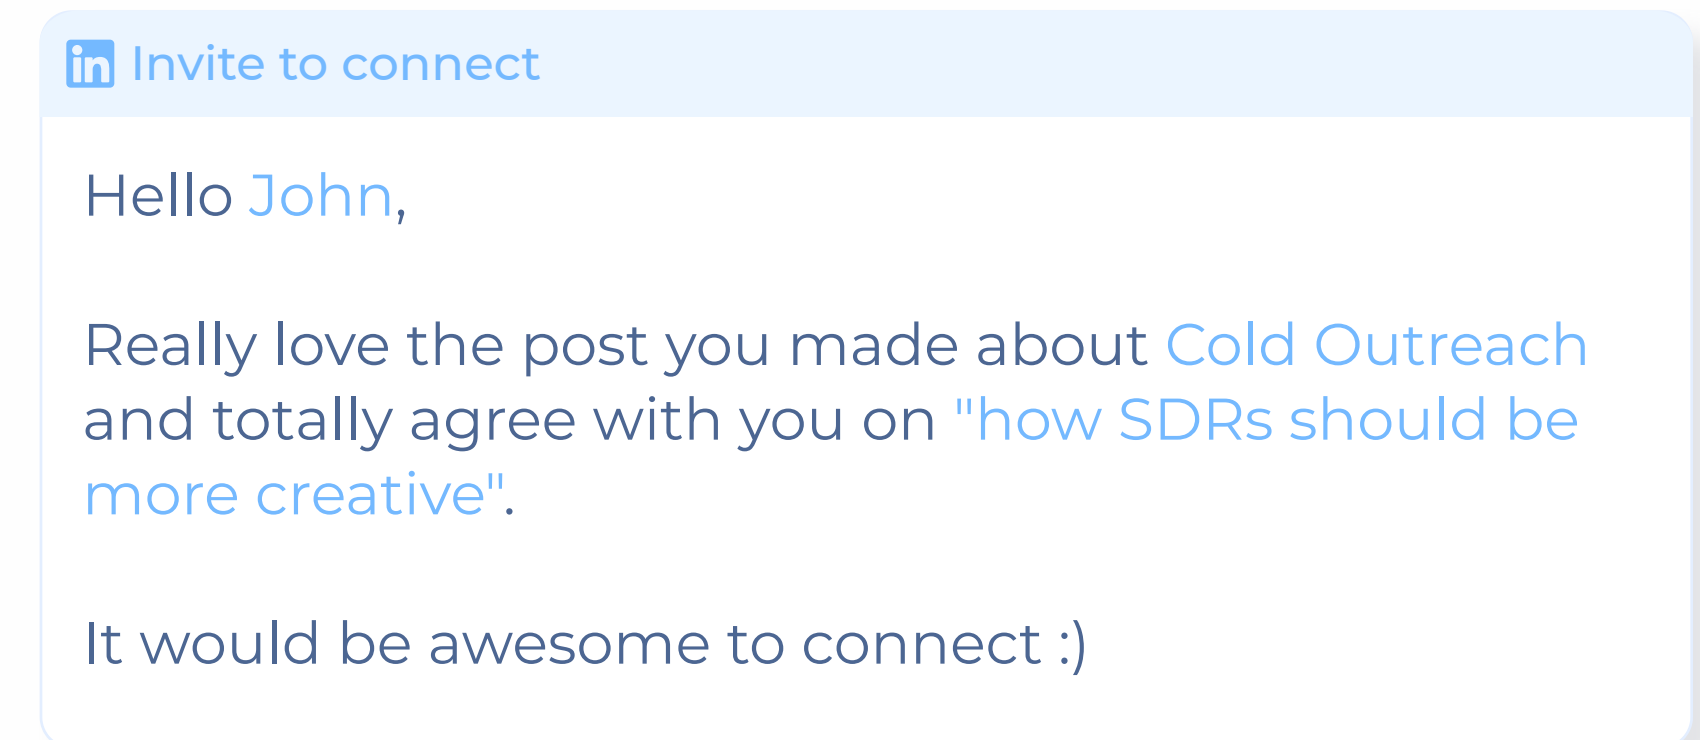 in Invite to connect
Hello John,
Really love the post you made about Cold Outreach
and totally agree with you on "how SDRs should be
more creative".
It would be awesome to connect :)